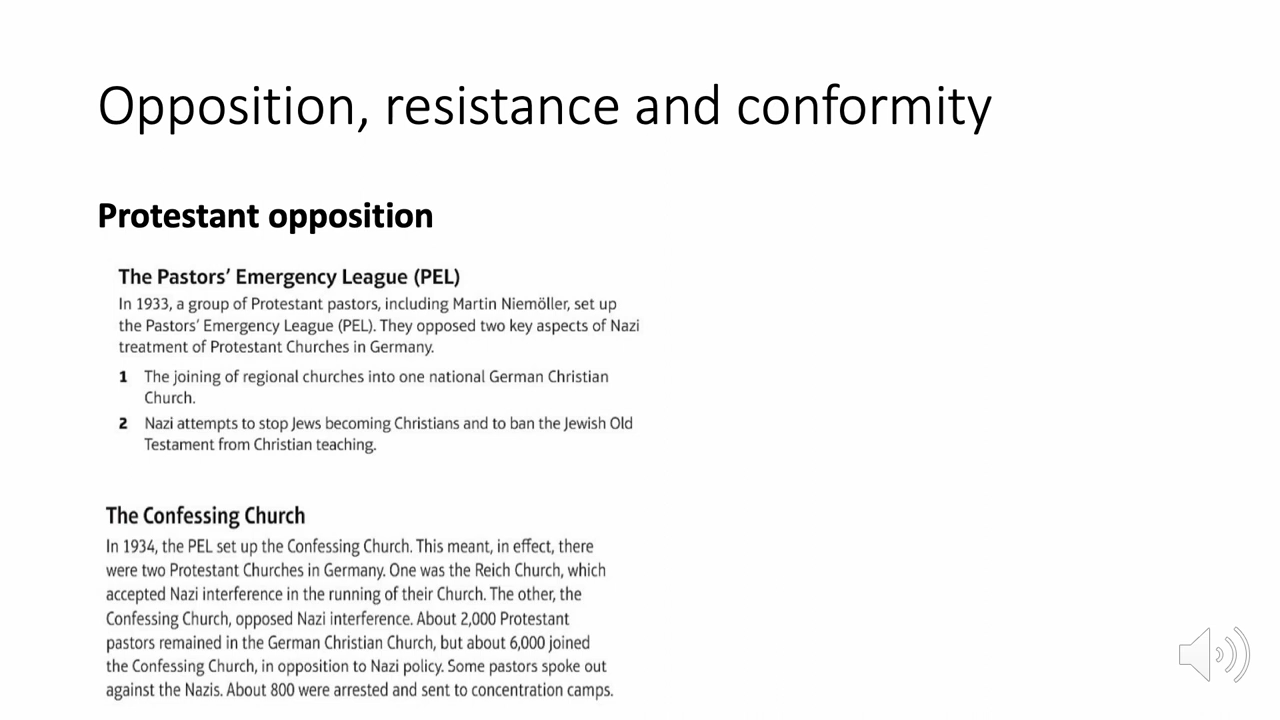 Opposition, resistance and conformity
Protestant opposition
The Pastors’ Emergency League (PEL)
In 1933, a group of Protestant pastors, including Martin Niemöller, set up
the Pastors’ Emergency League (PEL). They opposed two key aspects of Nazi
treatment of Protestant Churches in Germany.
1 The joining of regional churches into one national German Christian
Church.
2 Nazi attempts to stop Jews becoming Christians and to ban the Jewish Old
Testament from Christian teaching.
The Confessing Church
In 1934, the PEL set up the Confessing Church. This meant, in effect, there
were two Protestant Churches in Germany. One was the Reich Church, which
accepted Nazi interference in the running of their Church. The other, the
Confessing Church, opposed Nazi interference. About 2,000 Protestant
pastors remained in the German Christian Church, but about 6,000 joined
the Confessing Church, in opposition to Nazi policy. Some pastors spoke out
against the Nazis. About 800 were arrested and sent to concentration camps.